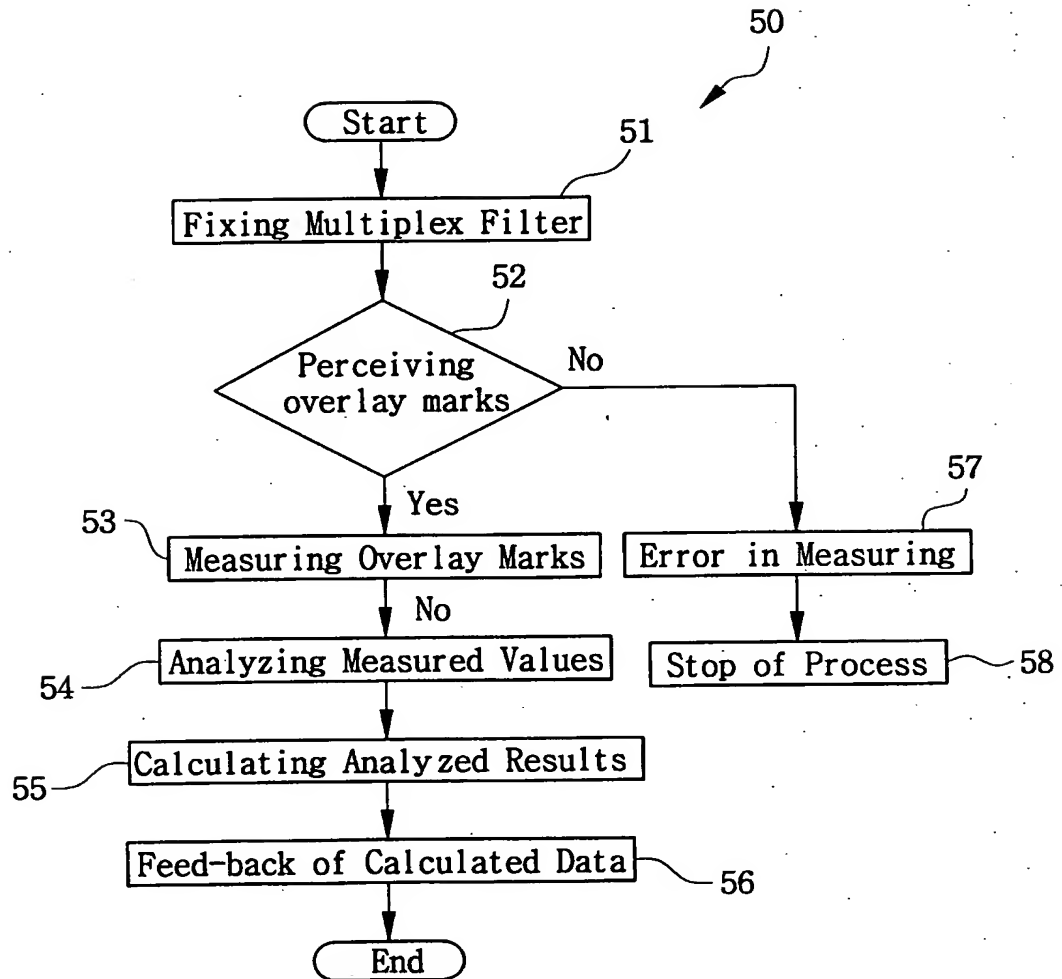 50
Start
51
Fixing Multiplex Filter
52
Perceiving
overlay marks
No
Yes
57
53
Measuring Overlay Marks
Error in Measuring
No
54
Analyzing Measured Values
Stop of Process
58
55
Calculating Analyzed Results
Feed-back of Calculated Data
56
End